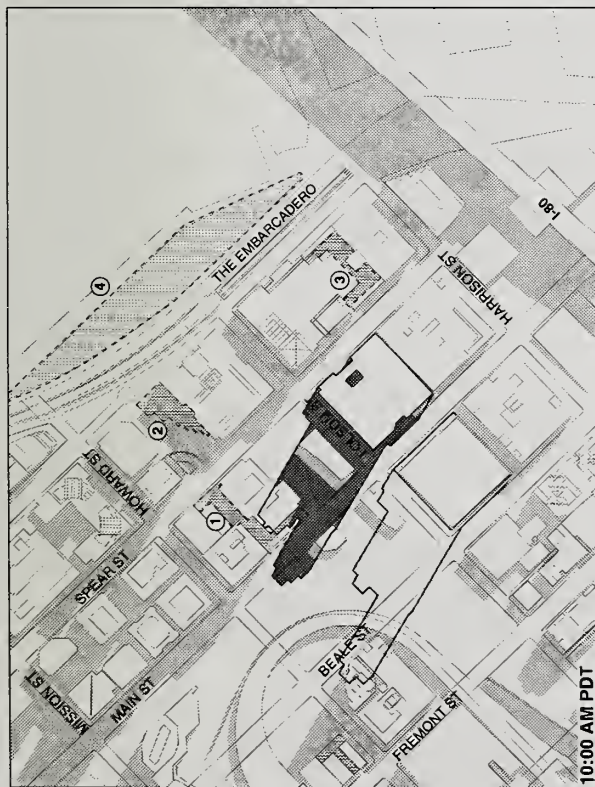 ④
THE EMBARCADERO
②
③
HOWARD ST
I-80
①
HARRISON ST
SPEAR ST
MISSION ST
MAIN ST
BEALE ST
FREMONT ST
10:00 AM PDT